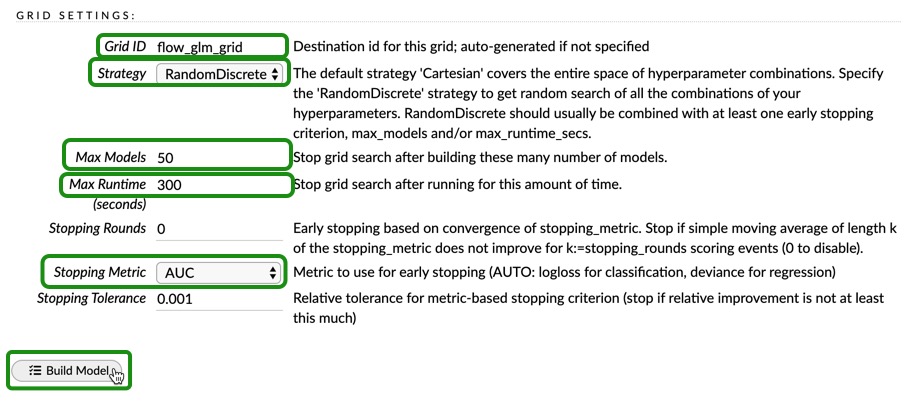 GRID SETTINGS:
Grid ID flow_glm_grid Destination id for this grid; auto-generated if not specified
Strategy RandomDiscrete The default strategy 'Cartesian' covers the entire space of hyperparameter combinations. Specify
the 'RandomDiscrete' strategy to get random search of all the combinations of your
hyperparameters. RandomDiscrete should usually be combined with at least one early stopping
criterion, max_models and/or max_runtime_secs.
Max Models 50 Stop grid search after building these many number of models.
Max Runtime 300 Stop grid search after running for this amount of time.
(seconds)
Stopping Rounds 0 Early stopping based on convergence of stopping_metric. Stop if simple moving average of length k
of the stopping_metric does not improve for k:=stopping_rounds scoring events (0 to disable).
Stopping Metric AUC Metric to use for early stopping (AUTO: logloss for classification, deviance for regression)
Stopping Tolerance 0.001 Relative tolerance for metric-based stopping criterion (stop if relative improvement is not at least
this much)
Build Model